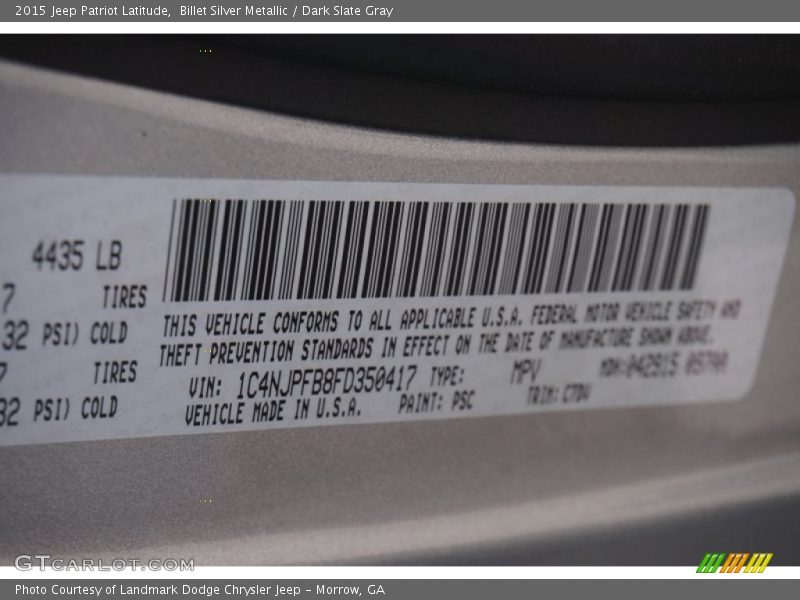 2015 Jeep Patriot Latitude, Billet Silver Metallic / Dark Slate Gray
4435 LB
7 TIRES
32 PSI) COLD
TIRES
32 PSI) COLD
THIS VEHICLE CONFORMS TO ALL APPLICABLE U.S.A. FEDERAL MOTOR VEHICLE SAFETY AND
THEFT PREVENTION STANDARDS IN EFFECT ON THE DATE OF MANUFACTURE SHOWN ABOVE.
VIN: 1C4NJPFB8FD350417 TYPE: MPV MDH:042915
VEHICLE MADE IN U.S.A. PAINT: PSC TRIM:
GTCARLOT.COM
Photo Courtesy of Landmark Dodge Chrysler Jeep – Morrow, GA